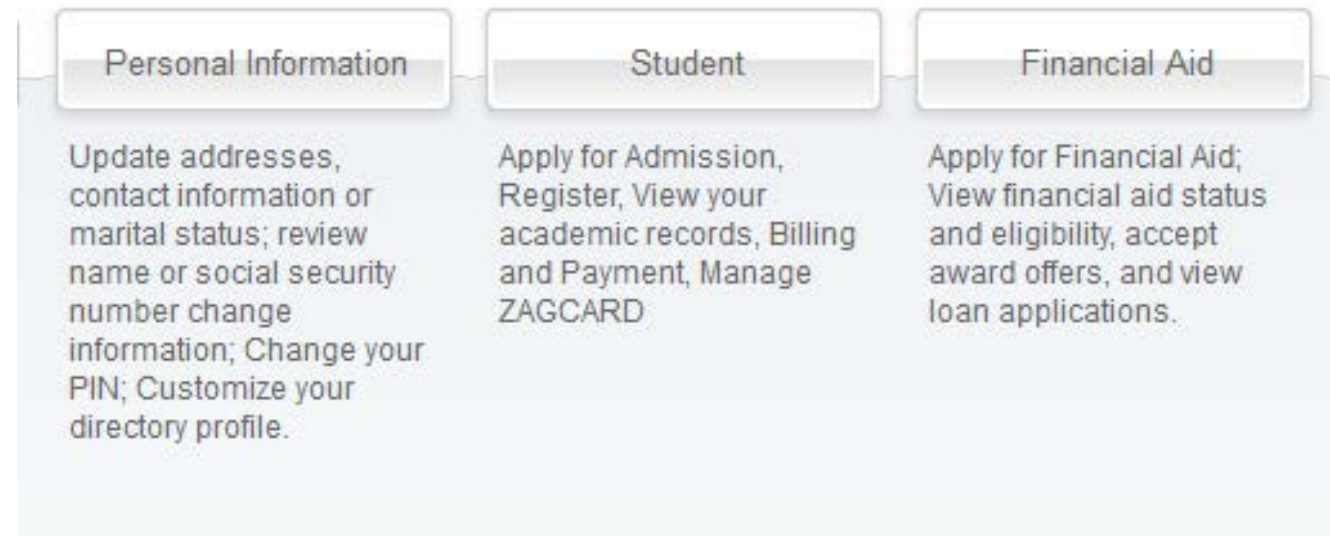 Personal Information
Update addresses,
contact information or
marital status; review
name or social security
number change
information; Change your
PIN; Customize your
directory profile.
Student
Apply for Admission,
Register, View your
academic records, Billing
and Payment, Manage
ZAGCARD
Financial Aid
Apply for Financial Aid;
View financial aid status
and eligibility, accept
award offers, and view
loan applications.